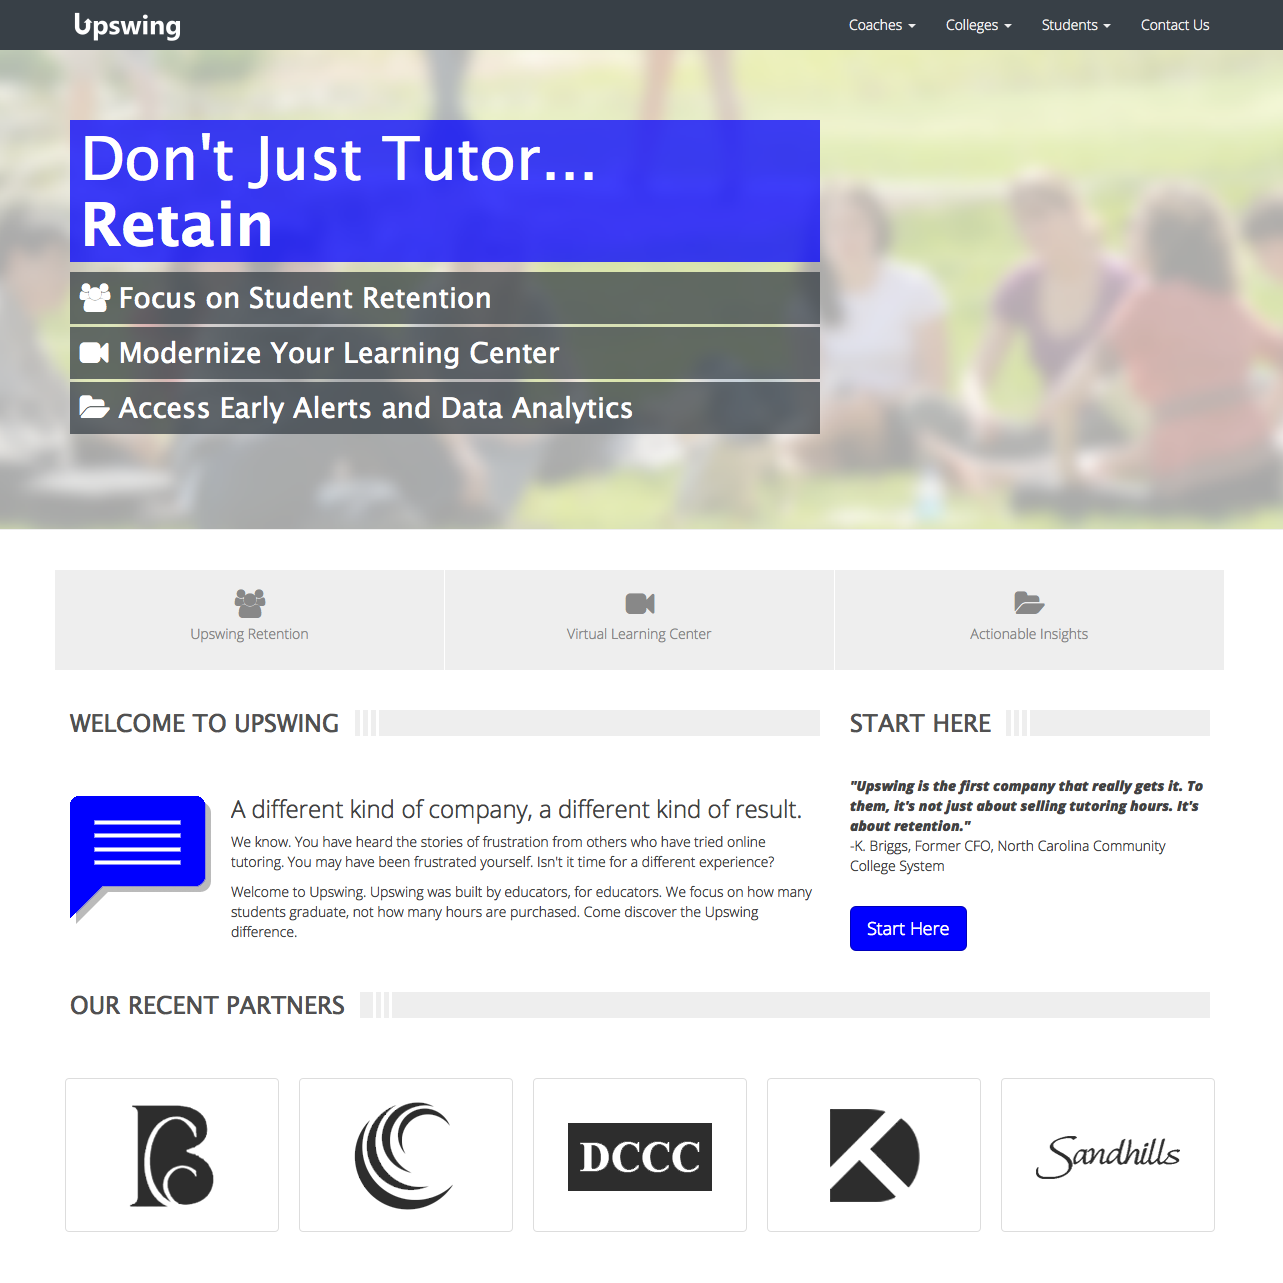 Upswing
Coaches
Colleges
Students
Contact Us
Don't Just Tutor...
Retain
Focus on Student Retention
Modernize Your Learning Center
Access Early Alerts and Data Analytics
Upswing Retention
Virtual Learning Center
Actionable Insights
WELCOME TO UPSWING
A different kind of company, a different kind of result.
We know. You have heard the stories of frustration from others who have tried online
tutoring. You may have been frustrated yourself. Isn't it time for a different experience?
Welcome to Upswing. Upswing was built by educators, for educators. We focus on how many
students graduate, not how many hours are purchased. Come discover the Upswing
difference.
START HERE
"Upswing is the first company that really gets it. To
them, it's not just about selling tutoring hours. It's
about retention."
-K. Briggs, Former CFO, North Carolina Community
College System
Start Here
OUR RECENT PARTNERS
DCCC
Sandhills